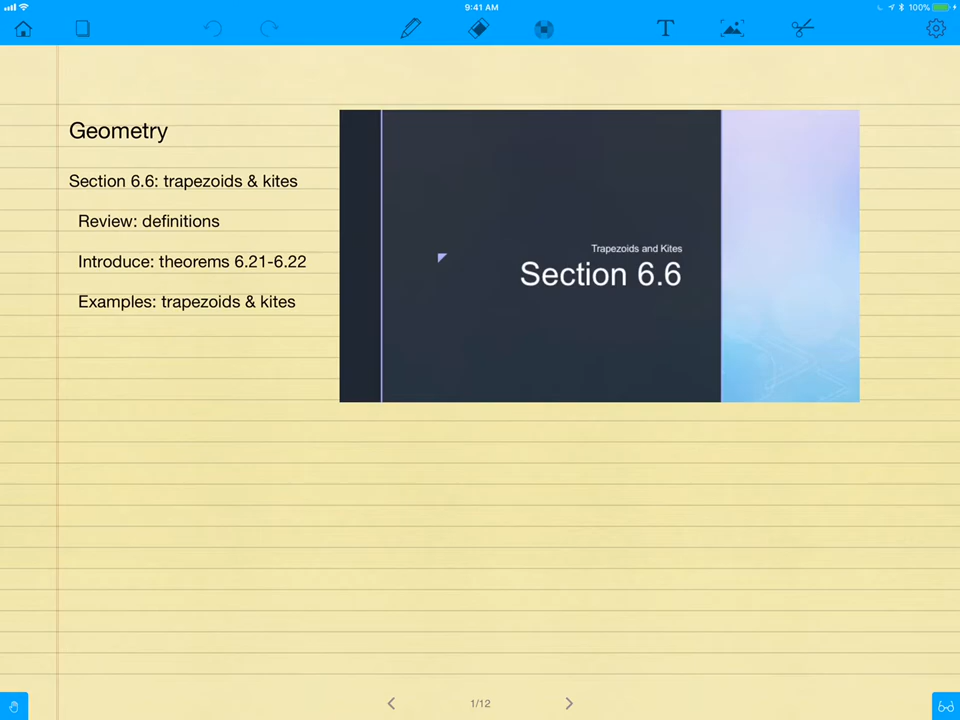 9:41 AM
100%
T
Geometry
Section 6.6: trapezoids & kites
Review: definitions
Introduce: theorems 6.21-6.22
Examples: trapezoids & kites
Trapezoids and Kites
Section 6.6
1/12